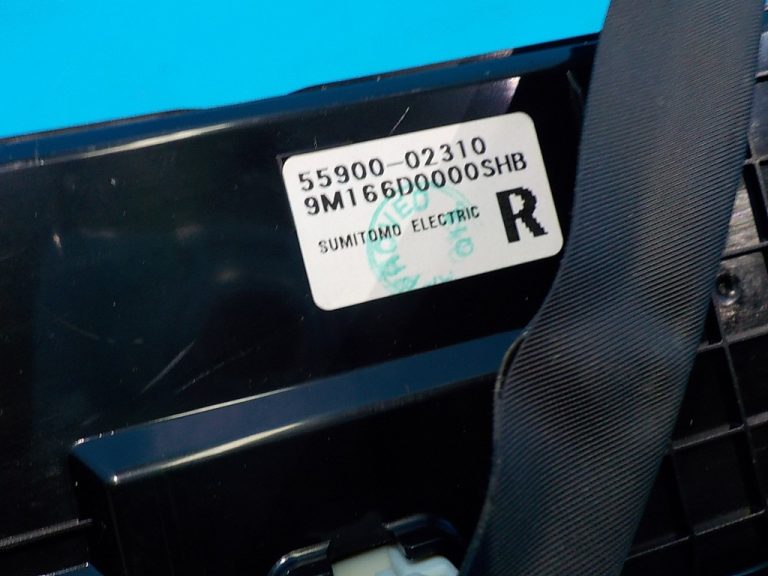 55900-02310
9M166D0000SHB
SUMITOMO ELECTRIC
R